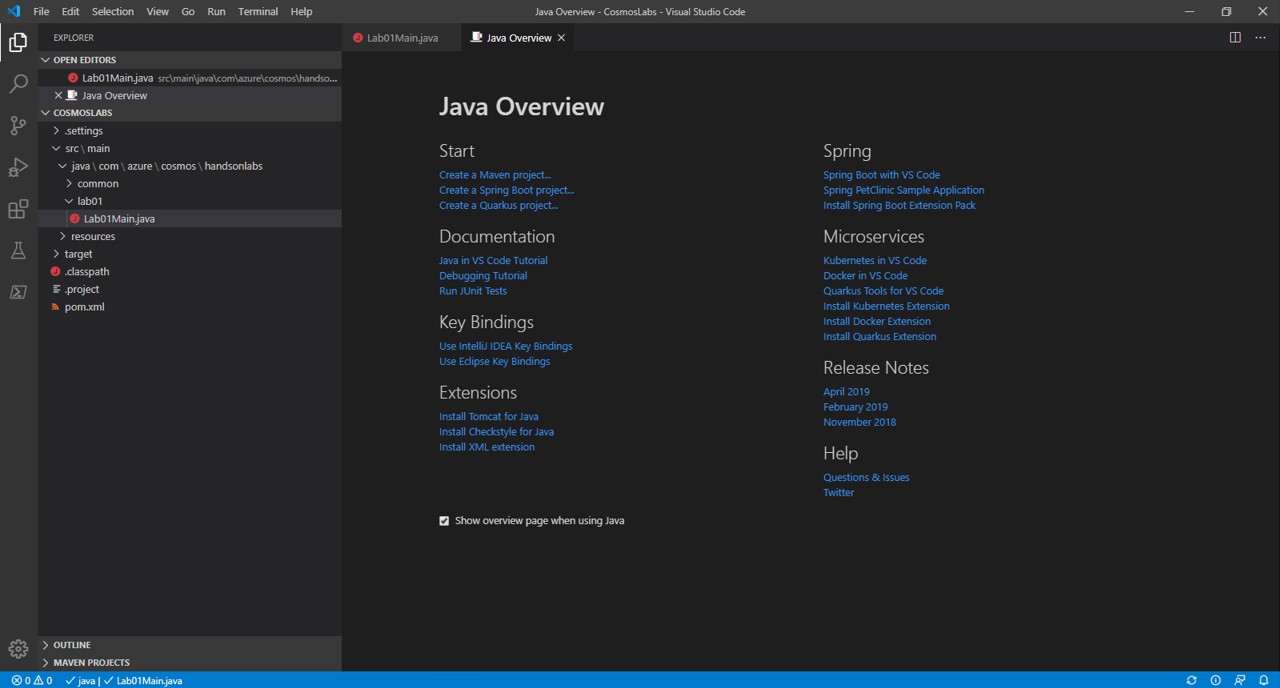 File Edit Selection View Go Run Terminal Help
Java Overview - CosmosLabs - Visual Studio Code
EXPLORER
OPEN EDITORS
Lab01Main.java src\main\java\com\azure\cosmos\handso...
Java Overview
COSMOSLABS
.settings
src \ main
java \ com \ azure \ cosmos \ handsonlabs
common
lab01
Lab01Main.java
resources
target
.classpath
.project
pom.xml
OUTLINE
MAVEN PROJECTS
Lab01Main.java
Java Overview
Java Overview
Start
Create a Maven project...
Create a Spring Boot project...
Create a Quarkus project...
Documentation
Java in VS Code Tutorial
Debugging Tutorial
Run JUnit Tests
Key Bindings
Use IntelliJ IDEA Key Bindings
Use Eclipse Key Bindings
Extensions
Install Tomcat for Java
Install Checkstyle for Java
Install XML extension
Spring
Spring Boot with VS Code
Spring PetClinic Sample Application
Install Spring Boot Extension Pack
Microservices
Kubernetes in VS Code
Docker in VS Code
Quarkus Tools for VS Code
Install Kubernetes Extension
Install Docker Extension
Install Quarkus Extension
Release Notes
April 2019
February 2019
November 2018
Help
Questions & Issues
Twitter
Show overview page when using Java
0 0 java | Lab01Main.java